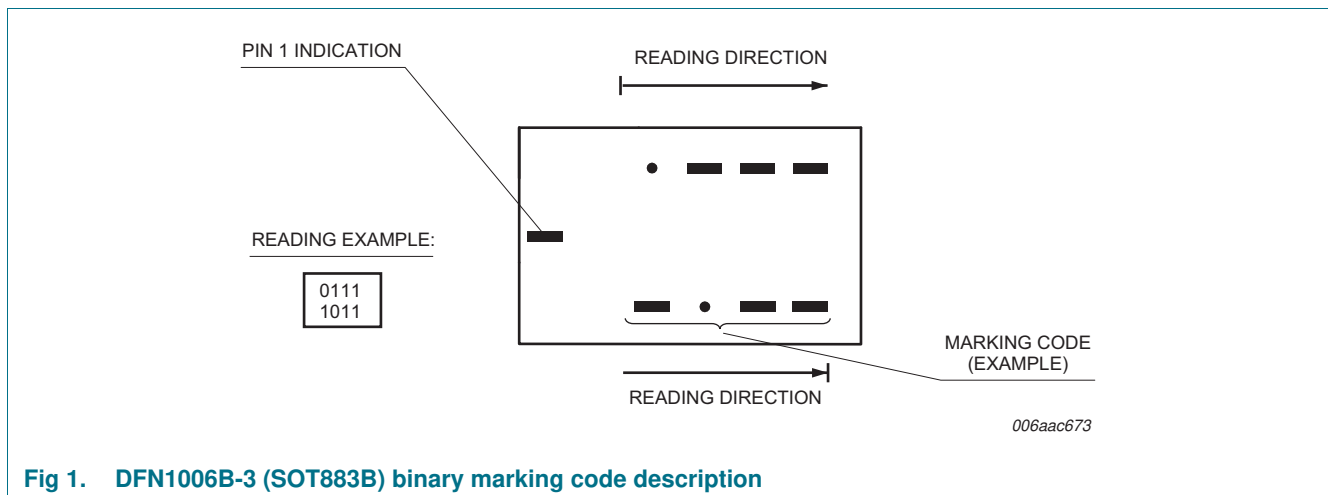 PIN 1 INDICATION
READING DIRECTION
READING EXAMPLE:
0111
1011
MARKING CODE
(EXAMPLE)
READING DIRECTION
006aac673
Fig 1. DFN1006B-3 (SOT883B) binary marking code description